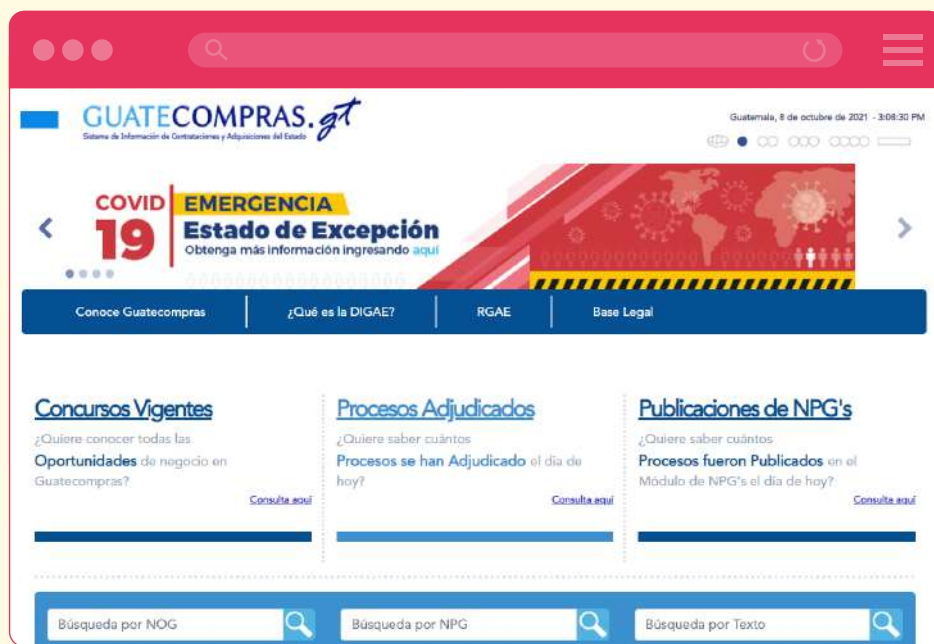 GUATECOMPRAS.gt
Sistema de Información de Contrataciones y Adquisiciones del Estado
Guatemala, 8 de octubre de 2021 - 3:08:30 PM
COVID
19
EMERGENCIA
Estado de Excepción
Obtenga más información ingresando aquí
Conoce Guatecompras
¿Qué es la DIGAE?
RGAE
Base Legal
Concursos Vigentes
¿Quiere conocer todas las
Oportunidades de negocio en
Guatecompras?
Consulta aquí
Procesos Adjudicados
¿Quiere saber cuántos
Procesos se han Adjudicado el día de
hoy?
Consulta aquí
Publicaciones de NPG's
¿Quiere saber cuántos
Procesos fueron Publicados en el
Módulo de NPG's el día de hoy?
Consulta aquí
Búsqueda por NOG
Búsqueda por NPG
Búsqueda por Texto